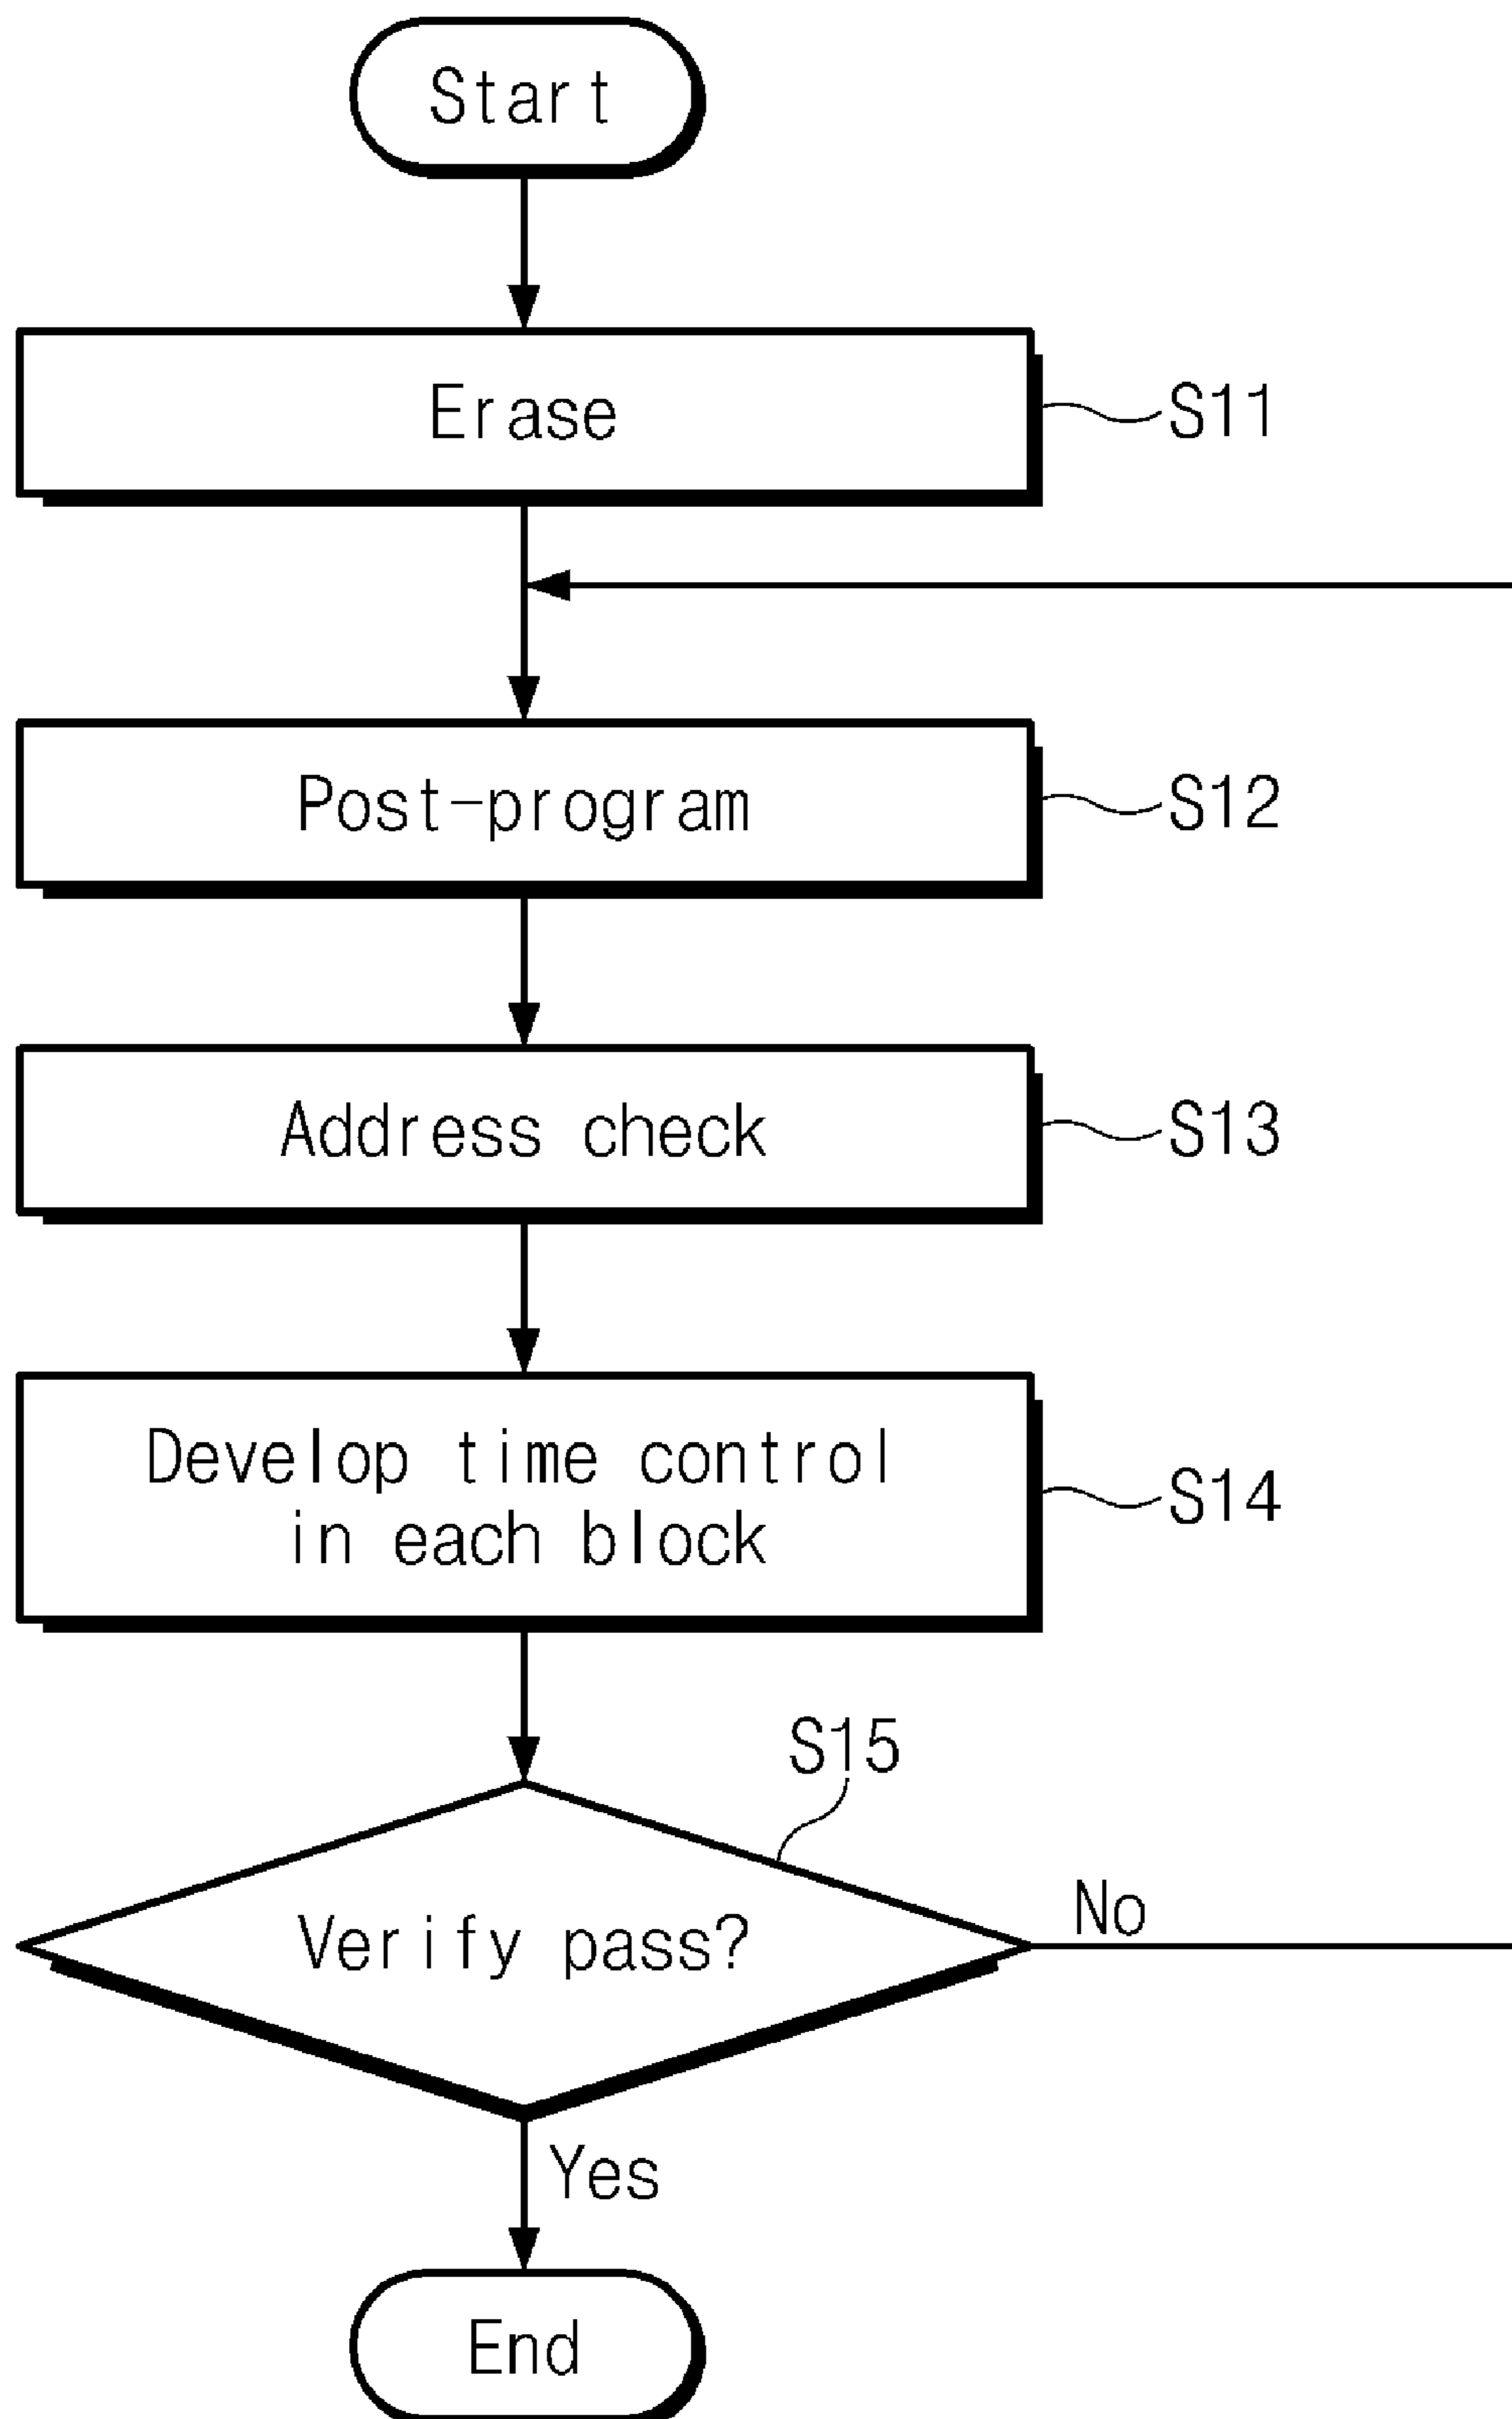 Start
Erase
S11
Post-program
S12
Address check
S13
Develop time control
in each block
S14
S15
Verify pass?
No
Yes
End